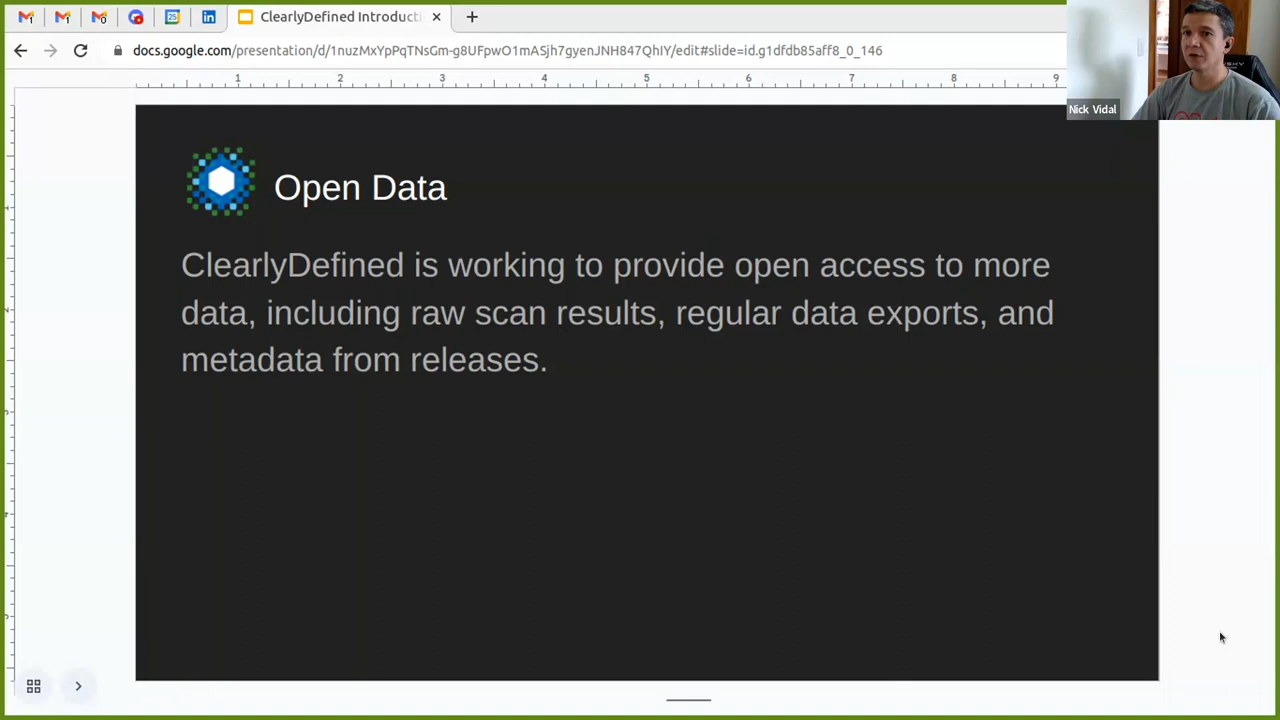 ClearlyDefined Introducti
docs.google.com/presentation/d/1nuzMxYpPqTNsGm-g8UFpwO1mASjh7gyenJNH847QhIY/edit#slide=id.g1dfdb85aff8_0_146
1 2 3 4 5 6 7 8 9
Nick Vidal
Open Data
ClearlyDefined is working to provide open access to more
data, including raw scan results, regular data exports, and
metadata from releases.